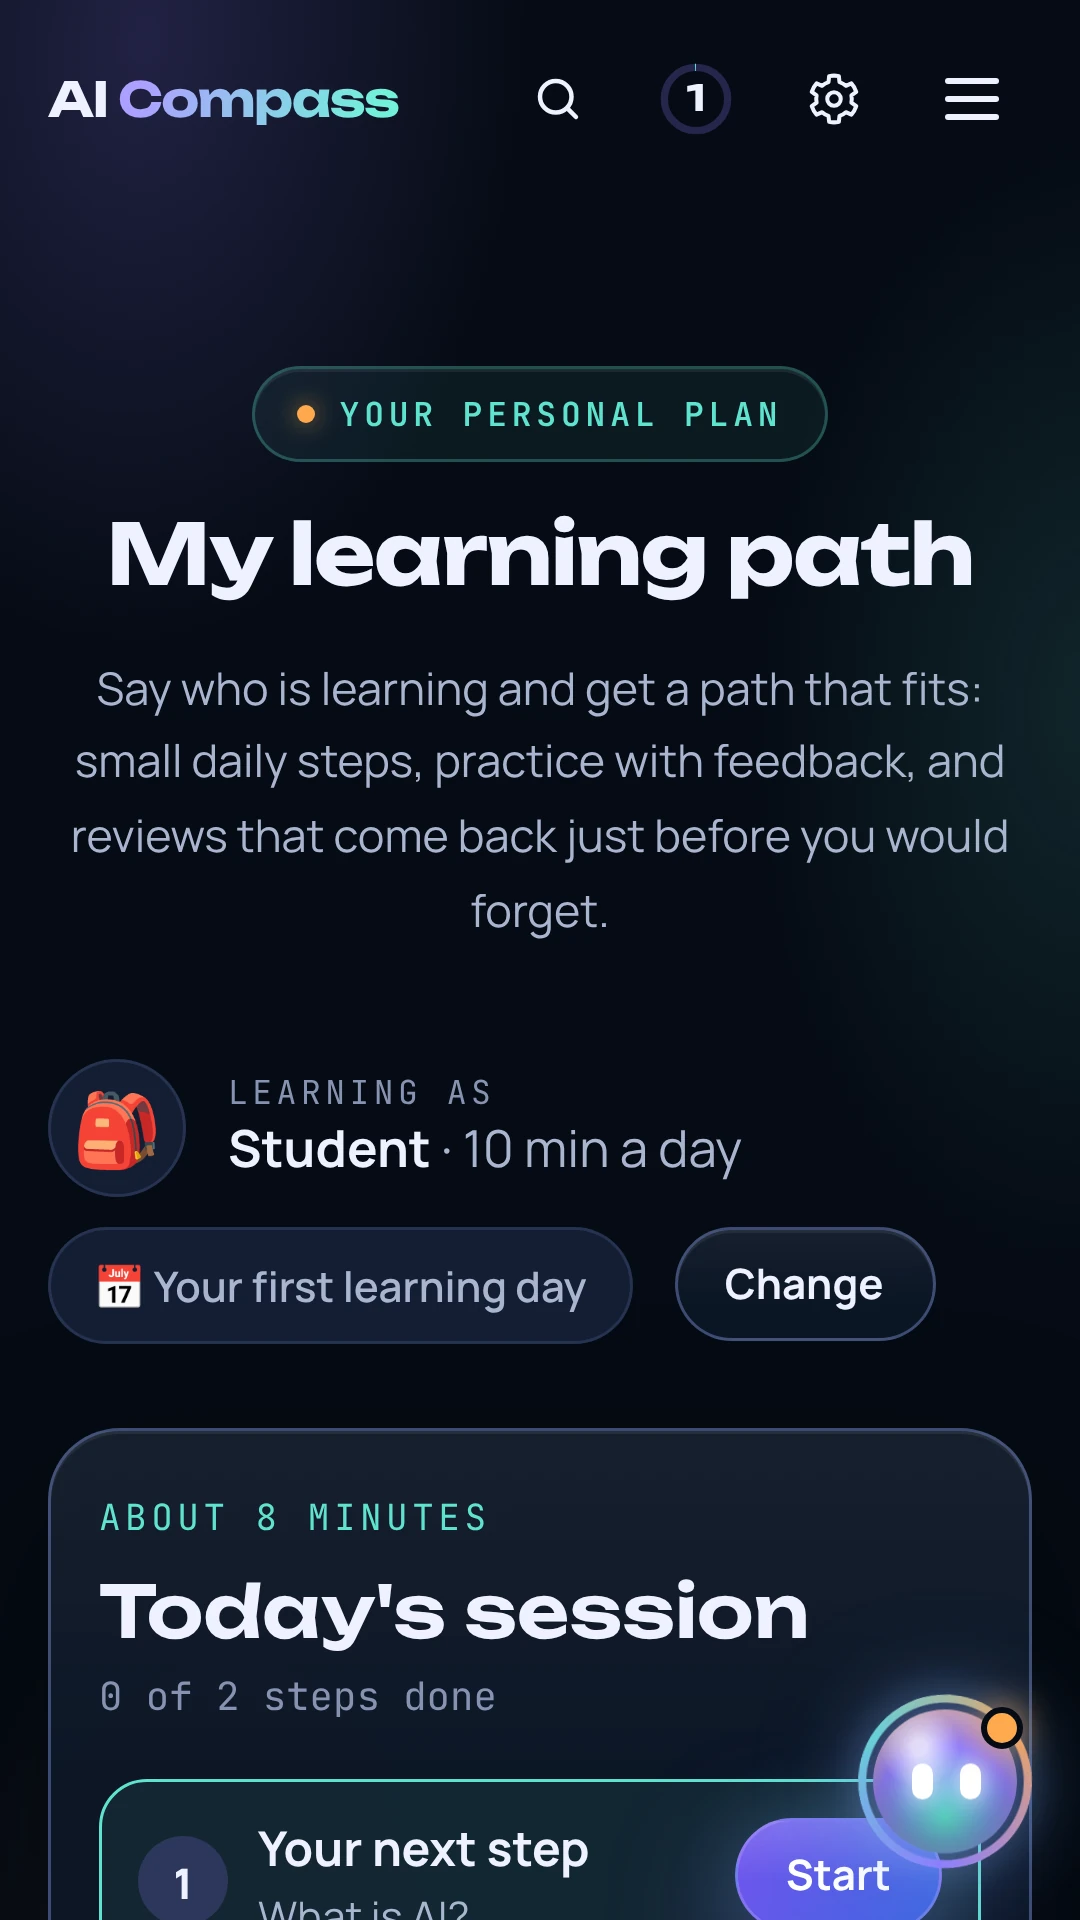 AI Compass
1
YOUR PERSONAL PLAN
My learning path
Say who is learning and get a path that fits:
small daily steps, practice with feedback, and
reviews that come back just before you would
forget.
LEARNING AS
Student · 10 min a day
📅 Your first learning day
Change
ABOUT 8 MINUTES
Today's session
0 of 2 steps done
1
Your next step
Start
What is AI?